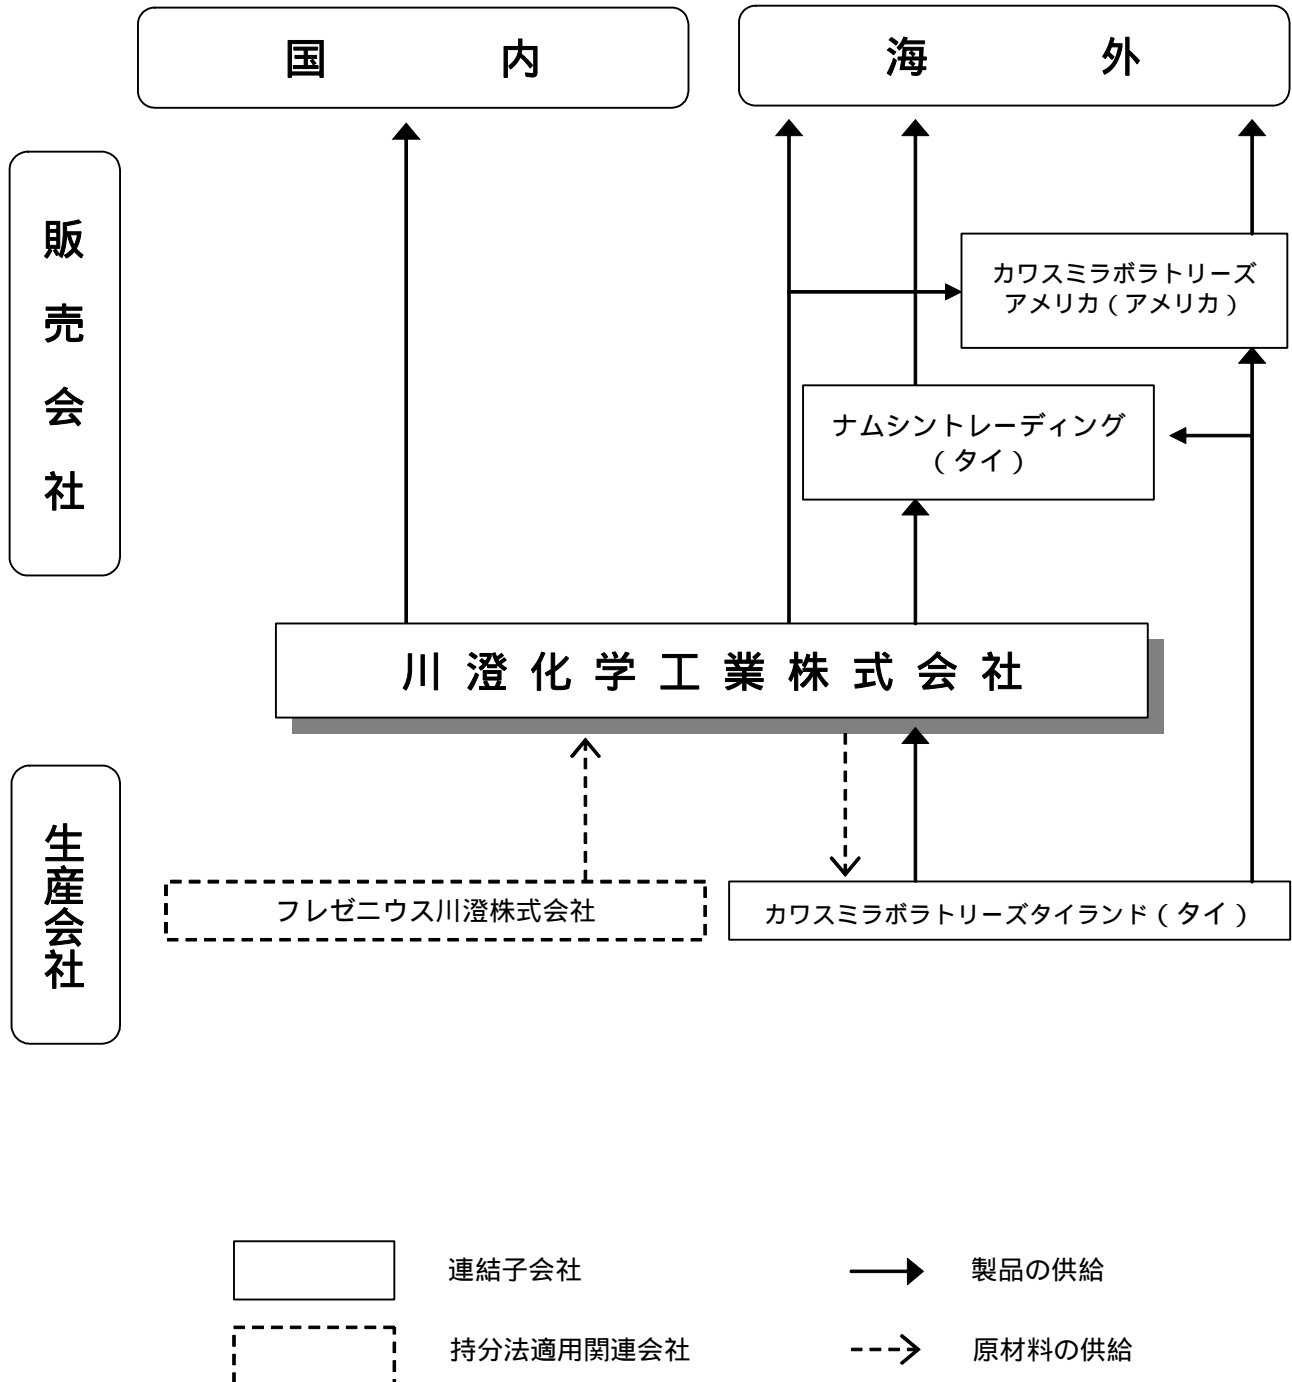 国 内
海 外
販売会社
カワスミラボラトリーズ
アメリカ(アメリカ)
ナムシントレーディング
(タイ)
川澄化学工業株式会社
生産会社
フレゼニウス川澄株式会社
カワスミラボラトリーズタイランド(タイ)
連結子会社
製品の供給
持分法適用関連会社
原材料の供給